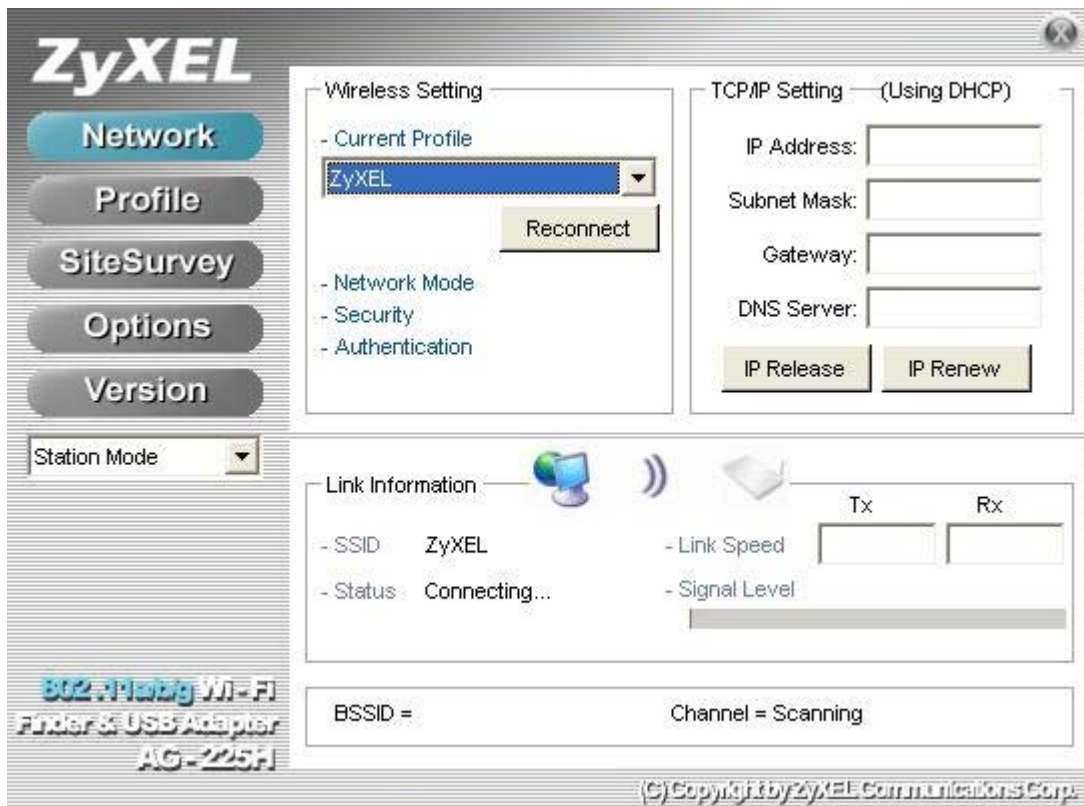 ZyXEL
Network
Profile
SiteSurvey
Options
Version
Station Mode
802.11a/b/g Wi-Fi
Finder & USB Adapter
AG-225H
Wireless Setting
- Current Profile
ZyXEL
Reconnect
- Network Mode
- Security
- Authentication
TCP/IP Setting (Using DHCP)
IP Address:
Subnet Mask:
Gateway:
DNS Server:
IP Release IP Renew
Link Information
Tx Rx
- SSID ZyXEL - Link Speed
- Status Connecting... - Signal Level
BSSID = Channel = Scanning
(C) Copyright by ZyXEL Communications Corp.